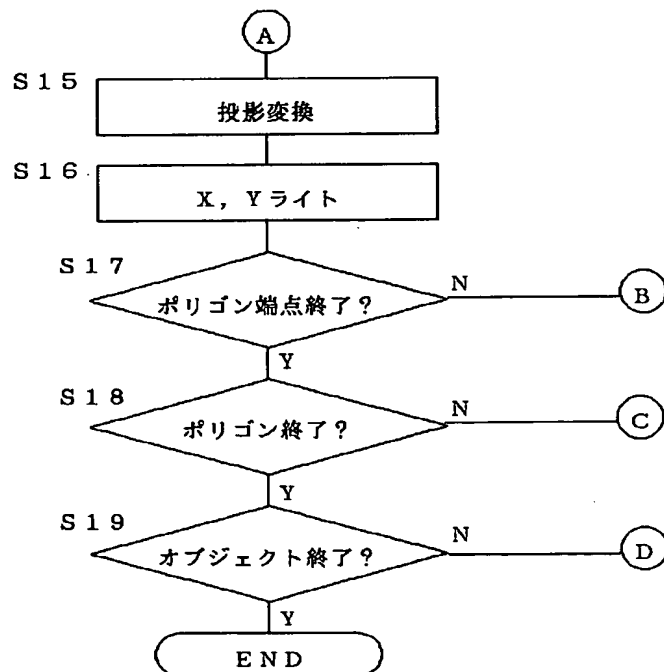 A
S15
投影変換
S16
X, Yライト
S17
ポリゴン端点終了?
N
B
Y
S18
ポリゴン終了?
N
C
Y
S19
オブジェクト終了?
N
D
Y
END